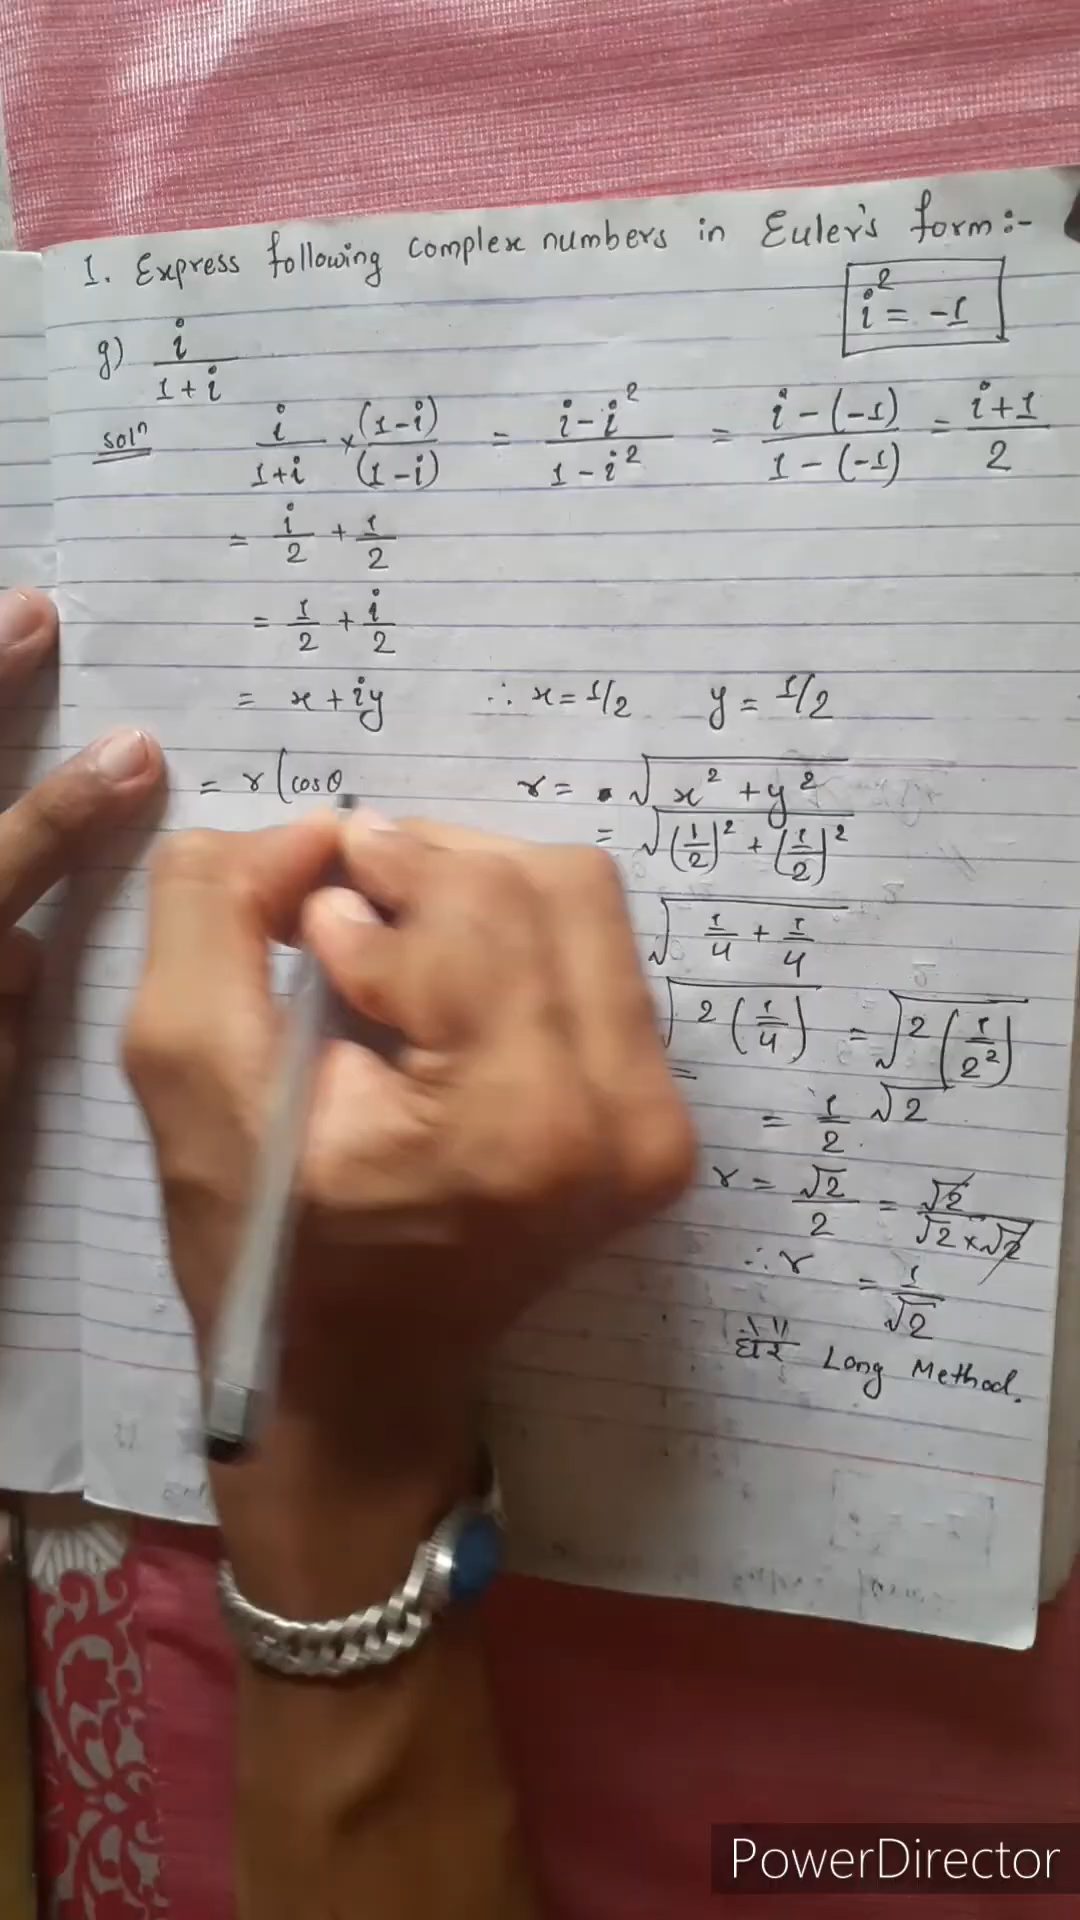 1. Express following complex numbers in Euler's form:-
i² = -1
g) i/(1+i)
solⁿ i/(1+i) × (1-i)/(1-i) = (i-i²)/(1-i²) = (i-(-1))/(1-(-1)) = (i+1)/2
= i/2 + 1/2
= 1/2 + i/2
= x+iy ∴ x = 1/2 y = 1/2
= r(cosθ r = √(x² + y²)
= √((1/2)² + (1/2)²)
√(1/4 + 1/4)
= √(2(1/4)) = √(2(1/2²))
= 1/2 √2
r = √2/2 = √2/(√2×√2)
∴ r = 1/√2
Long Method.
PowerDirector